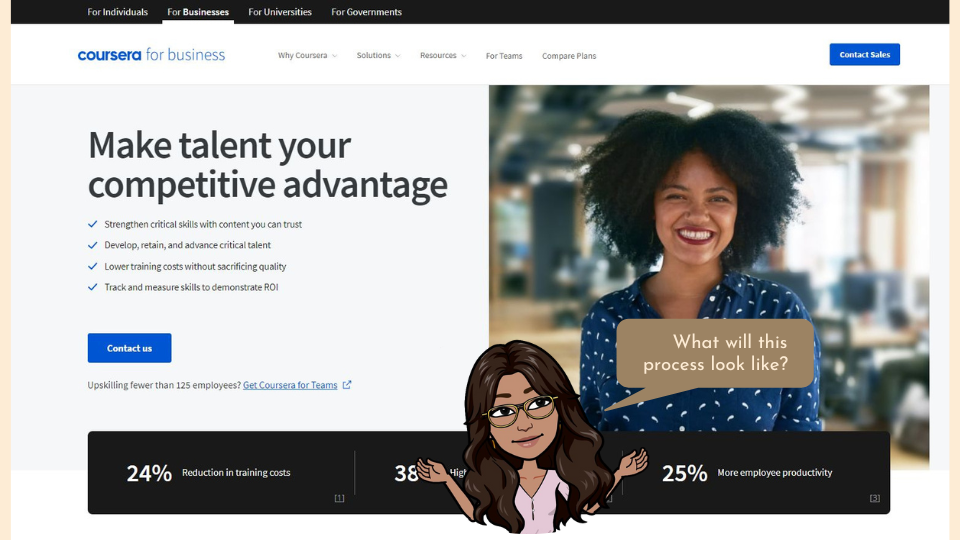 For Individuals For Businesses For Universities For Governments
coursera for business Why Coursera Solutions Resources For Teams Compare Plans Contact Sales
Make talent your
competitive advantage
Strengthen critical skills with content you can trust
Develop, retain, and advance critical talent
Lower training costs without sacrificing quality
Track and measure skills to demonstrate ROI
What will this
process look like?
Contact us
Upskilling fewer than 125 employees? Get Coursera for Teams
24% Reduction in training costs
[1]
38
25% More employee productivity
[3]